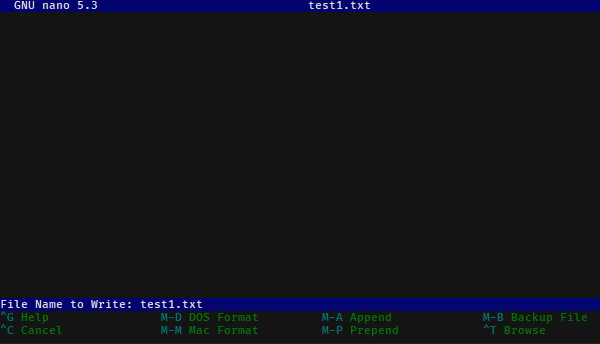 GNU nano 5.3 test1.txt
File Name to Write: test1.txt
^G Help M-D DOS Format M-A Append M-B Backup File
^C Cancel M-M Mac Format M-P Prepend ^T Browse